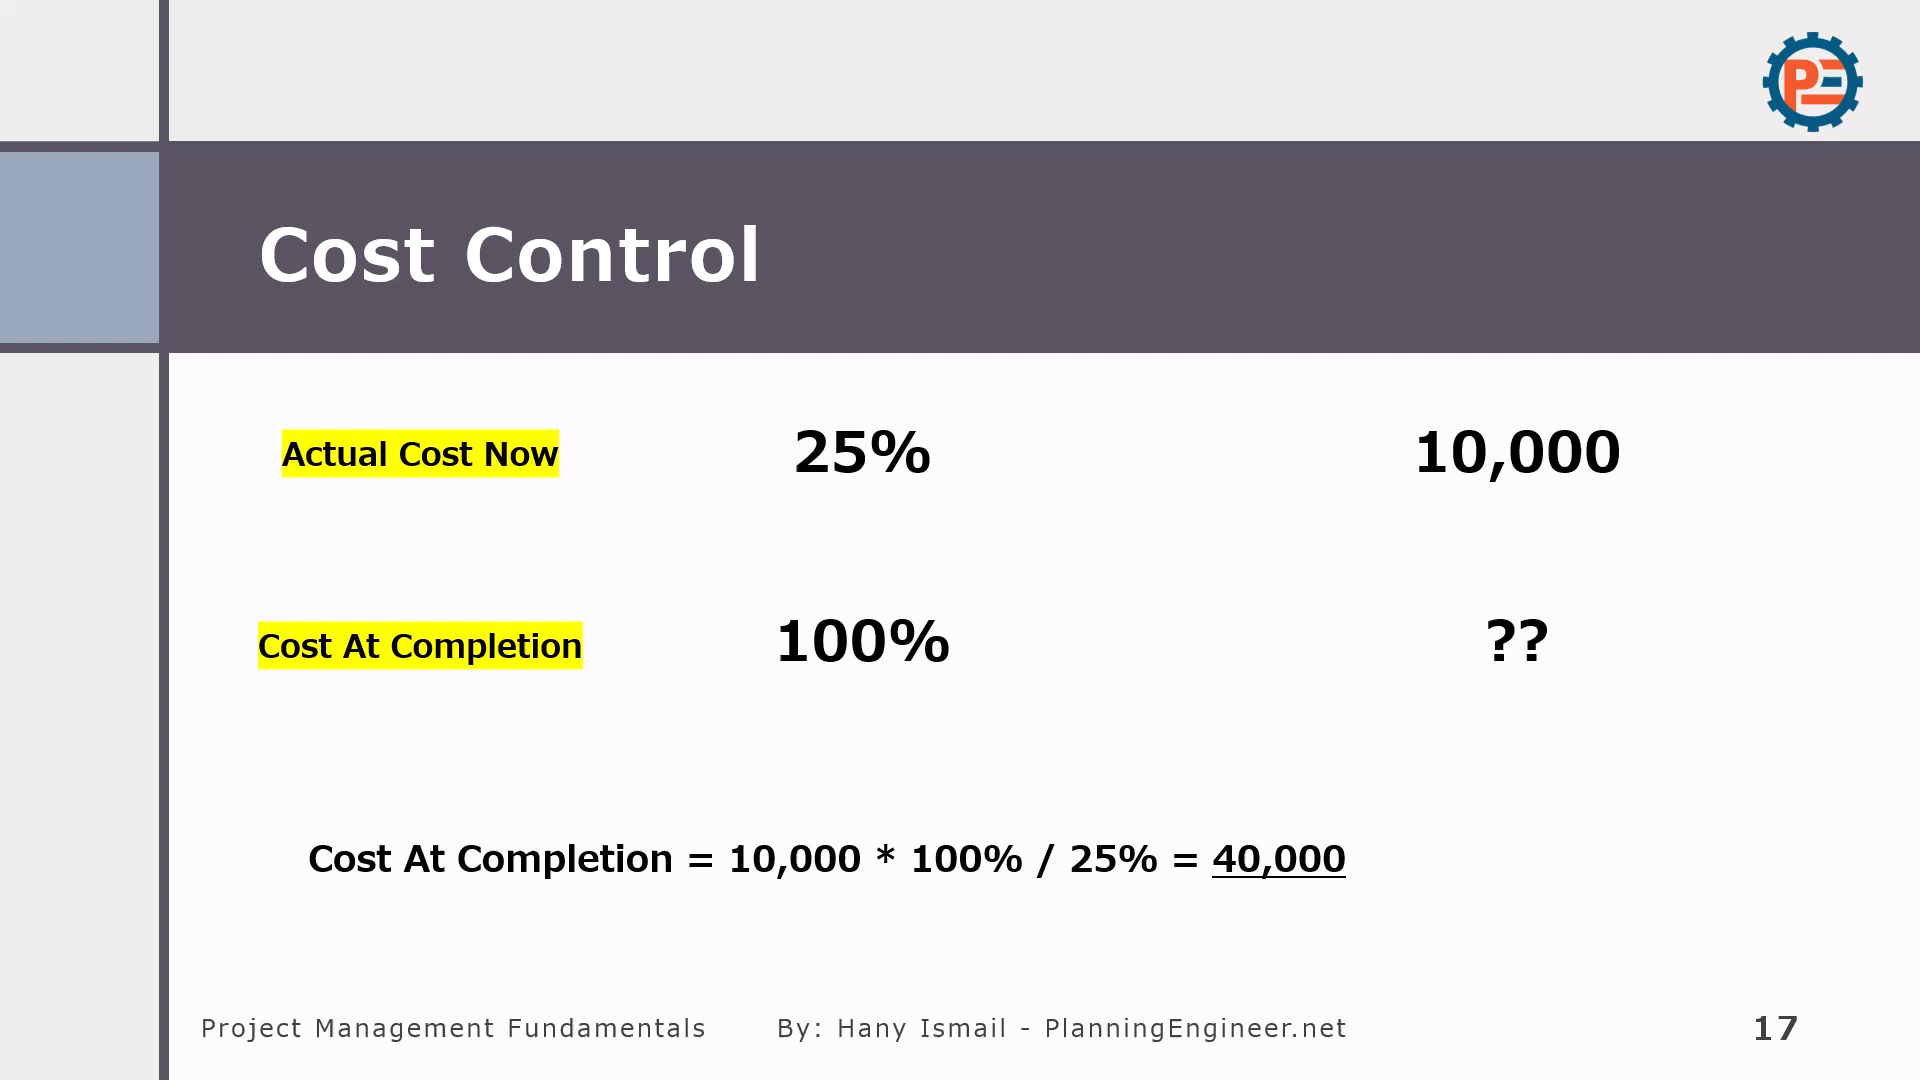 PE
Cost Control
Actual Cost Now 25% 10,000
Cost At Completion 100% ??
Cost At Completion = 10,000 * 100% / 25% = 40,000
Project Management Fundamentals By: Hany Ismail - PlanningEngineer.net 17